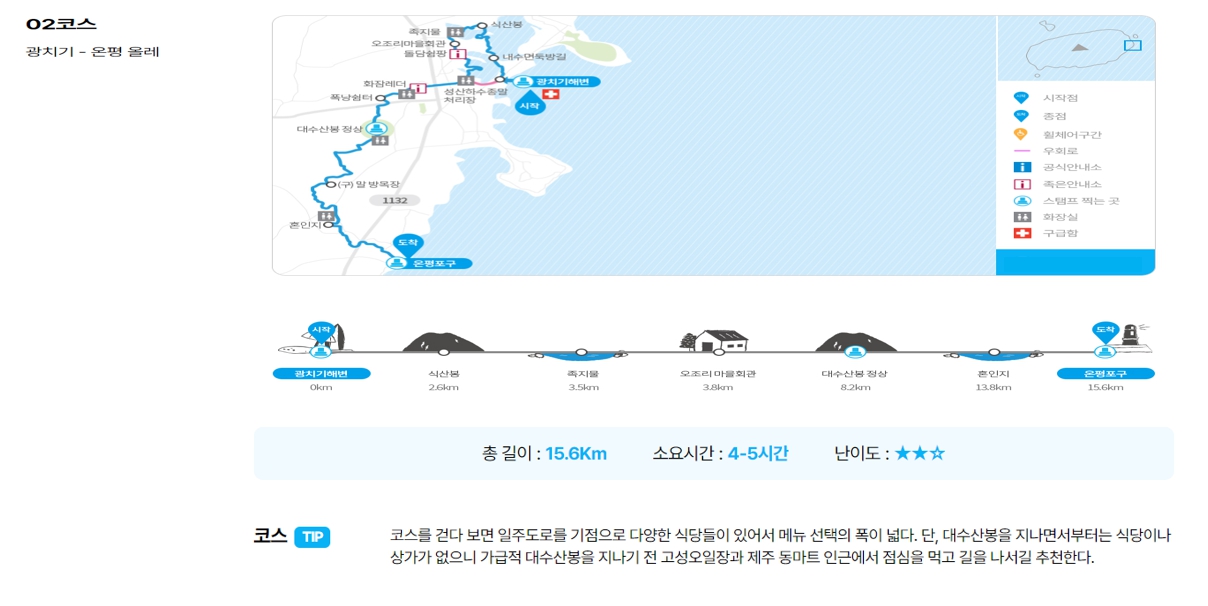 02코스
광치기 - 온평 올레
식산봉
족지물
오조리마을회관
돌담쉼팡
내수면둑방길
광치기해변
시작
화장레더
성산하수종말
처리장
폭낭쉼터
대수산봉 정상
(구) 말 방목장
1132
혼인지
도착
온평포구
시작점
종점
휠체어구간
우회로
공식안내소
족은안내소
스탬프 찍는 곳
화장실
구급함
시작
도착
광치기해변
식산봉
족지물
오조리 마을회관
대수산봉 정상
혼인지
온평포구
0km
2.6km
3.5km
3.8km
8.2km
13.8km
15.6km
총 길이 : 15.6Km 소요시간 : 4-5시간 난이도 : ★★☆
코스 TIP
코스를 걷다 보면 일주도로를 기점으로 다양한 식당들이 있어서 메뉴 선택의 폭이 넓다. 단, 대수산봉을 지나면서부터는 식당이나
상가가 없으니 가급적 대수산봉을 지나기 전 고성오일장과 제주 동마트 인근에서 점심을 먹고 길을 나서길 추천한다.